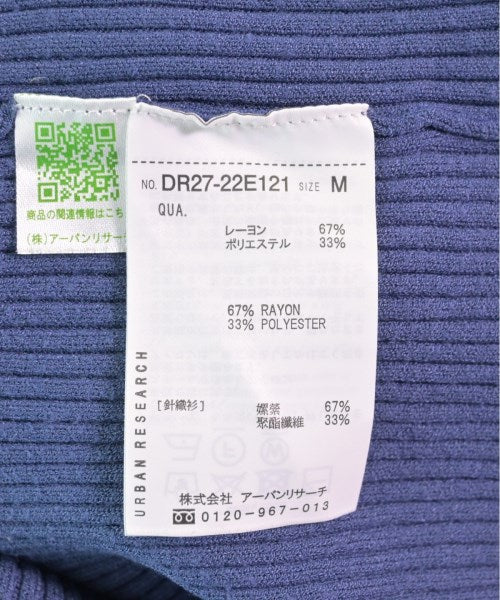 商品の関連情報はこち
(株)アーバンリサーチ
NO. DR27-22E121 SIZE M
QUA.
レーヨン 67%
ポリエステル 33%
67% RAYON
33% POLYESTER
[針織衫]
嫘縈 67%
聚酯纖維 33%
URBAN RESEARCH
株式会社 アーバンリサーチ
0120-967-013